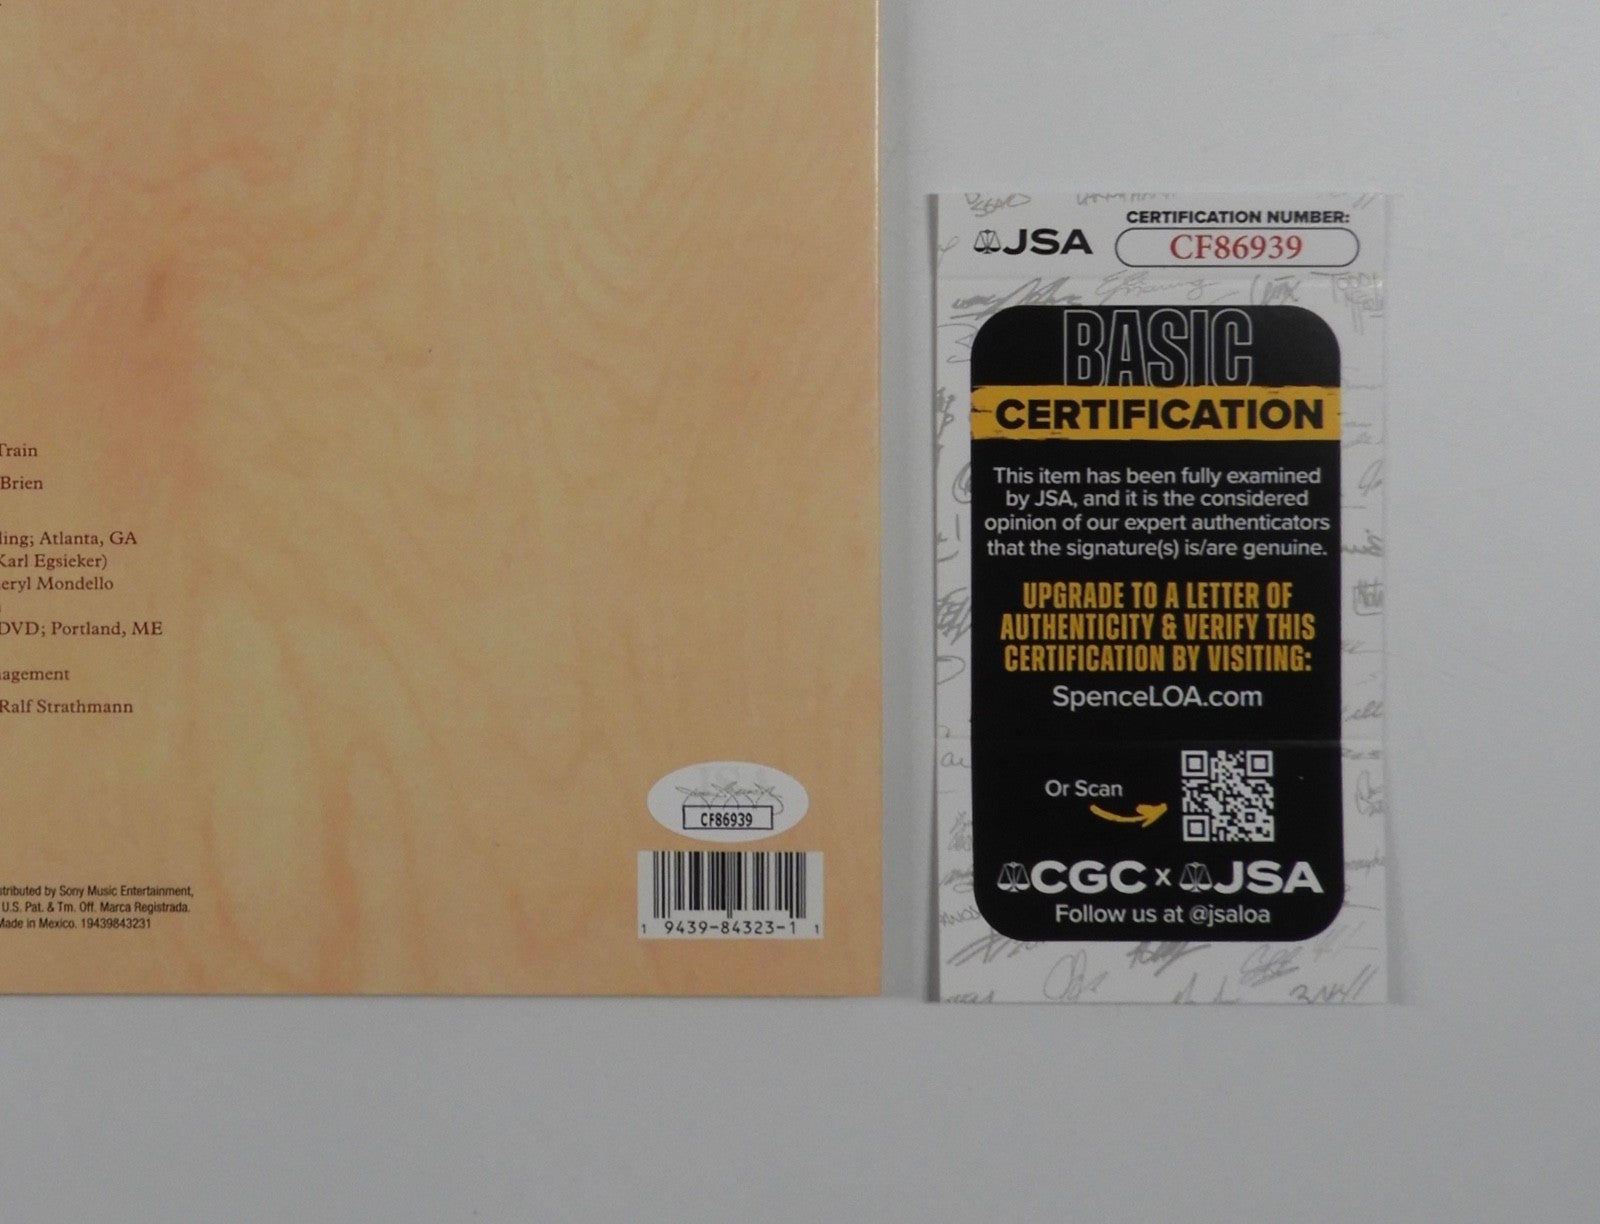 Train
Brien
ling; Atlanta, GA
Karl Egsieker)
eryl Mondello
DVD; Portland, ME
agement
Ralf Strathmann
tributed by Sony Music Entertainment,
U.S. Pat. & Tm. Off. Marca Registrada.
Made in Mexico. 19439843231
CF86939
1 9439-84323-1 1
JSA
CERTIFICATION NUMBER:
CF86939
BASIC
CERTIFICATION
This item has been fully examined
by JSA, and it is the considered
opinion of our expert authenticators
that the signature(s) is/are genuine.
UPGRADE TO A LETTER OF
AUTHENTICITY & VERIFY THIS
CERTIFICATION BY VISITING:
SpenceLOA.com
Or Scan
CGC x JSA
Follow us at @jsaloa